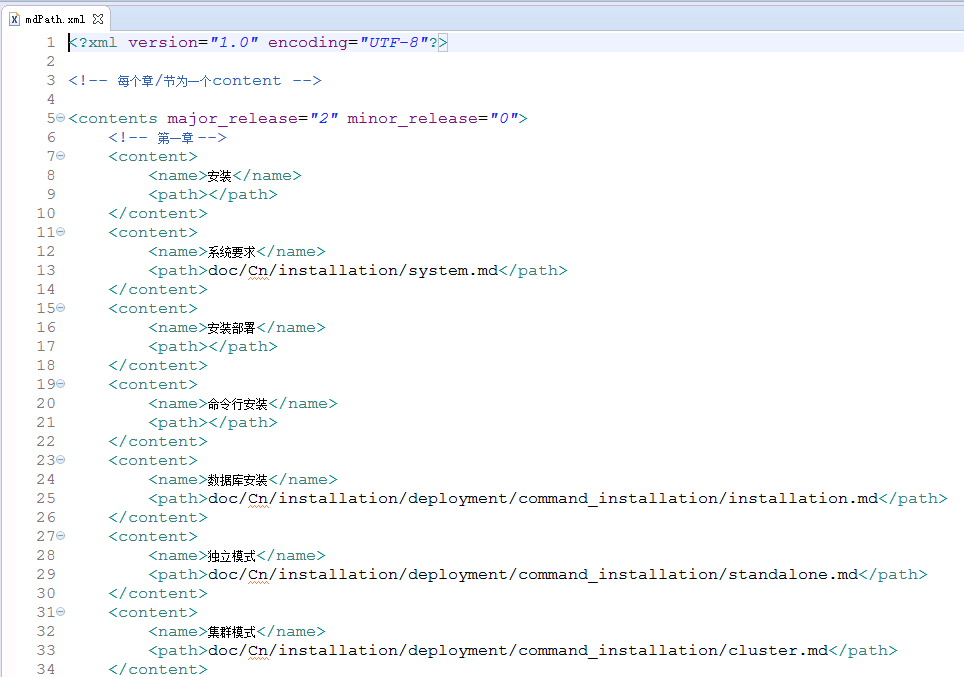 mdPath.xml
1 <?xml version="1.0" encoding="UTF-8"?>
2
3 <!-- 每个章/节为一个content -->
4
5 <contents major_release="2" minor_release="0">
6 <!-- 第一章 -->
7 <content>
8 <name>安装</name>
9 <path></path>
10 </content>
11 <content>
12 <name>系统要求</name>
13 <path>doc/Cn/installation/system.md</path>
14 </content>
15 <content>
16 <name>安装部署</name>
17 <path></path>
18 </content>
19 <content>
20 <name>命令行安装</name>
21 <path></path>
22 </content>
23 <content>
24 <name>数据库安装</name>
25 <path>doc/Cn/installation/deployment/command_installation/installation.md</path>
26 </content>
27 <content>
28 <name>独立模式</name>
29 <path>doc/Cn/installation/deployment/command_installation/standalone.md</path>
30 </content>
31 <content>
32 <name>集群模式</name>
33 <path>doc/Cn/installation/deployment/command_installation/cluster.md</path>
34 </content>